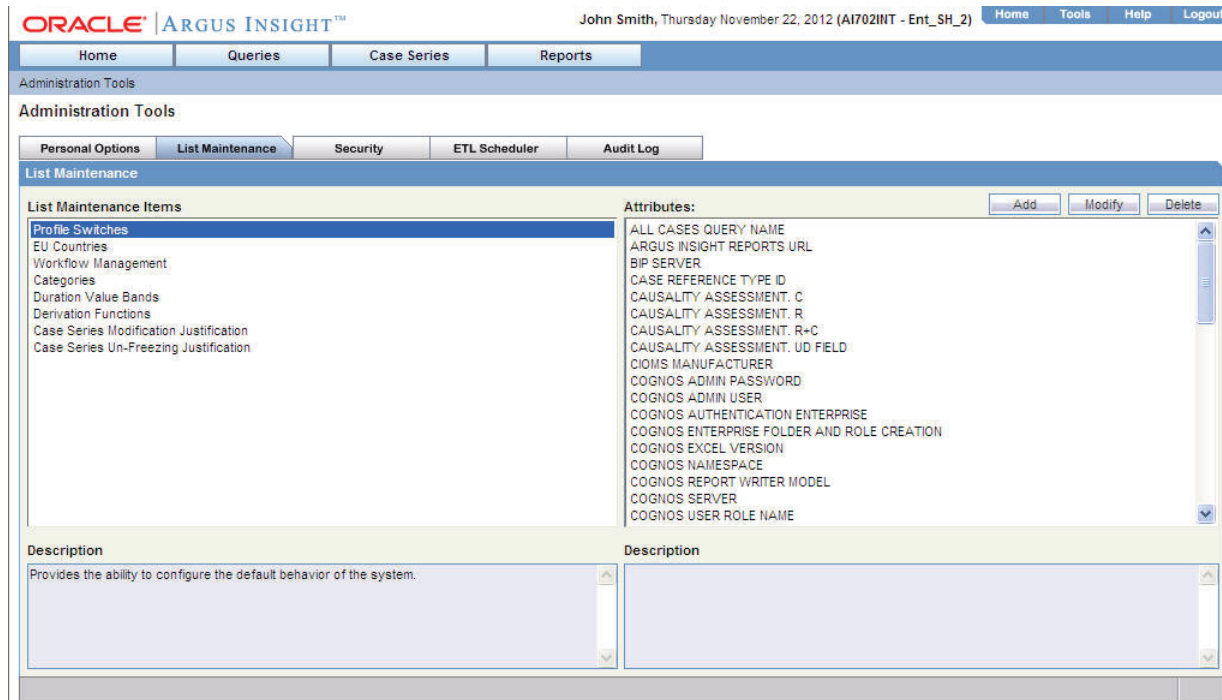 ORACLE® ARGUS INSIGHT™
John Smith, Thursday November 22, 2012 (AI702INT - Ent_SH_2)
Home Tools Help Logout
Home Queries Case Series Reports
Administration Tools
Administration Tools
Personal Options List Maintenance Security ETL Scheduler Audit Log
List Maintenance
List Maintenance Items
Profile Switches
EU Countries
Workflow Management
Categories
Duration Value Bands
Derivation Functions
Case Series Modification Justification
Case Series Un-Freezing Justification
Attributes:
Add Modify Delete
ALL CASES QUERY NAME
ARGUS INSIGHT REPORTS URL
BIP SERVER
CASE REFERENCE TYPE ID
CAUSALITY ASSESSMENT. C
CAUSALITY ASSESSMENT. R
CAUSALITY ASSESSMENT. R+C
CAUSALITY ASSESSMENT. UD FIELD
CIOMS MANUFACTURER
COGNOS ADMIN PASSWORD
COGNOS ADMIN USER
COGNOS AUTHENTICATION ENTERPRISE
COGNOS ENTERPRISE FOLDER AND ROLE CREATION
COGNOS EXCEL VERSION
COGNOS NAMESPACE
COGNOS REPORT WRITER MODEL
COGNOS SERVER
COGNOS USER ROLE NAME
Description
Provides the ability to configure the default behavior of the system.
Description